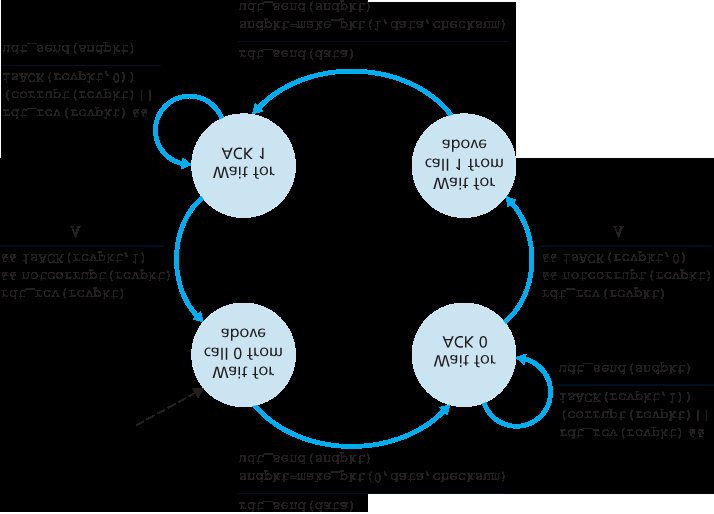 rdt_send(data)
sndpkt=make_pkt(0,data,checksum)
udt_send(sndpkt)
rdt_rcv(rcvpkt) &&
(corrupt(rcvpkt)||
isACK(rcvpkt,1))
udt_send(sndpkt)
Wait for
call 0 from
above
Wait for
ACK 0
rdt_rcv(rcvpkt)
&& notcorrupt(rcvpkt)
&& isACK(rcvpkt,1)
Λ
rdt_rcv(rcvpkt)
&& notcorrupt(rcvpkt)
&& isACK(rcvpkt,0)
Λ
Wait for
ACK 1
Wait for
call 1 from
above
rdt_rcv(rcvpkt) &&
(corrupt(rcvpkt)||
isACK(rcvpkt,0))
udt_send(sndpkt)
rdt_send(data)
sndpkt=make_pkt(1,data,checksum)
udt_send(sndpkt)